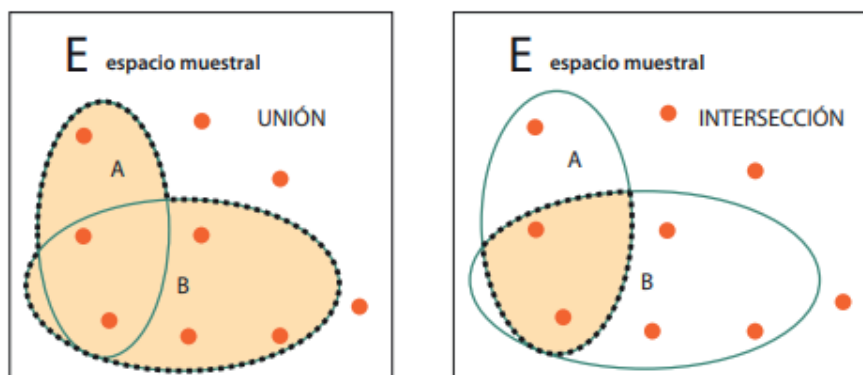 E espacio muestral
UNIÓN
A
B
E espacio muestral
INTERSECCIÓN
A
B